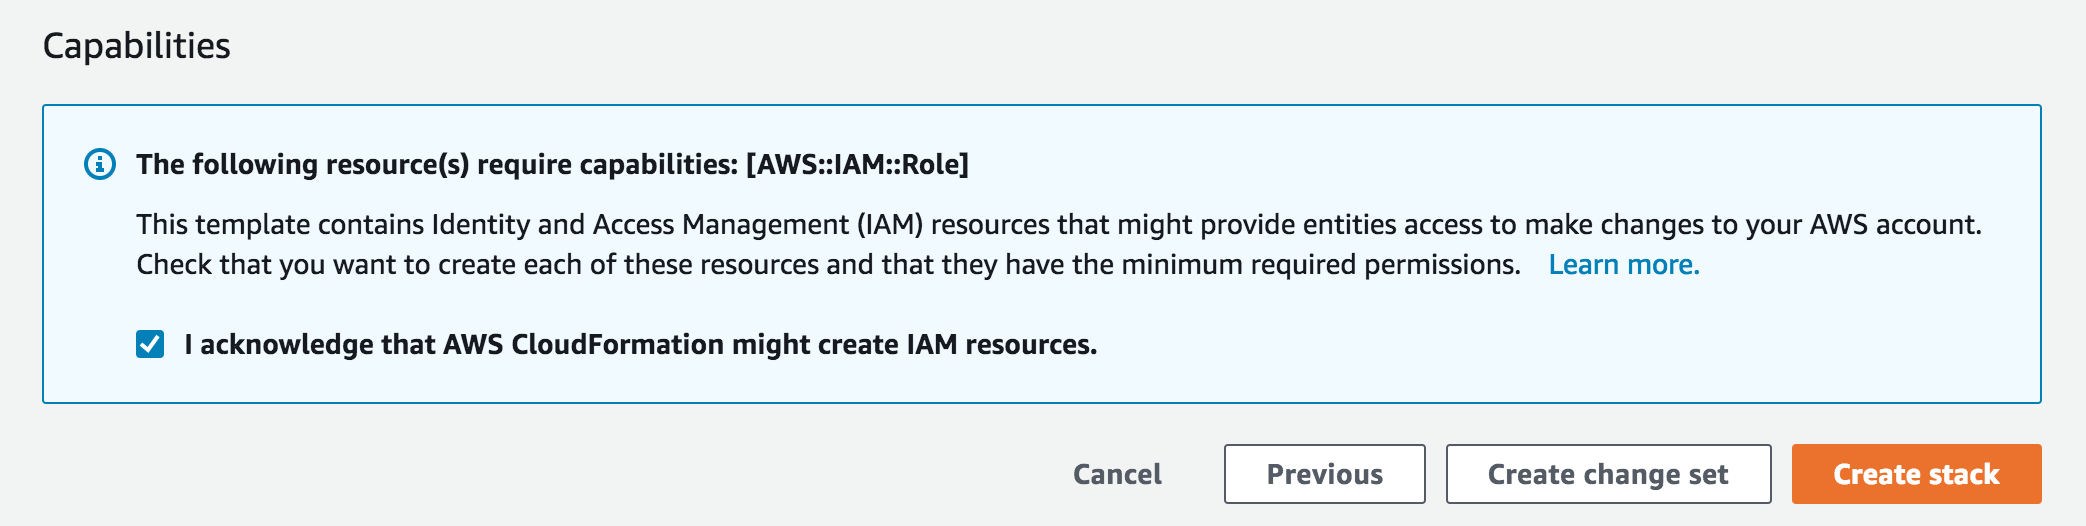 Capabilities
The following resource(s) require capabilities: [AWS::IAM::Role]
This template contains Identity and Access Management (IAM) resources that might provide entities access to make changes to your AWS account.
Check that you want to create each of these resources and that they have the minimum required permissions. Learn more.
I acknowledge that AWS CloudFormation might create IAM resources.
Cancel Previous Create change set Create stack